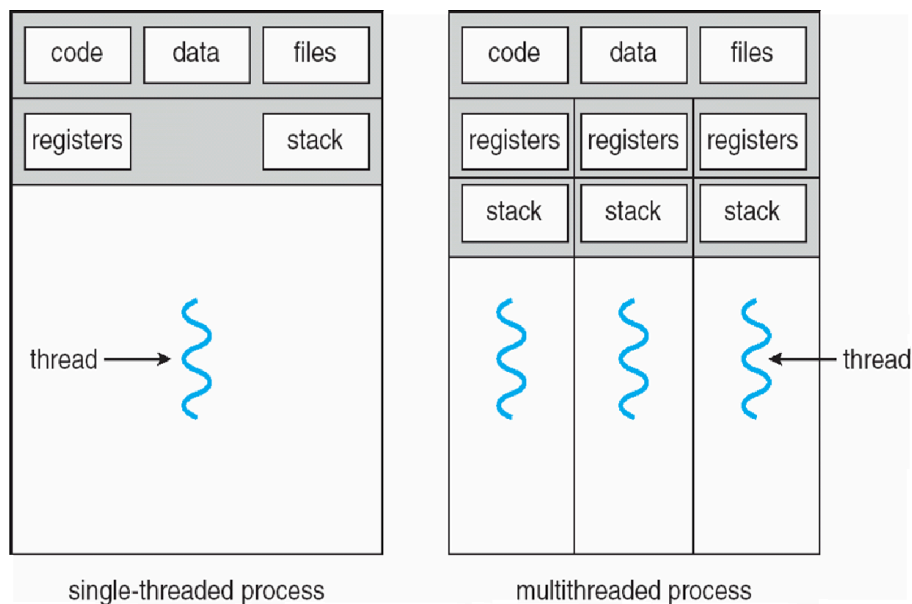 code data files
registers stack
thread
single-threaded process
code data files
registers registers registers
stack stack stack
thread
multithreaded process